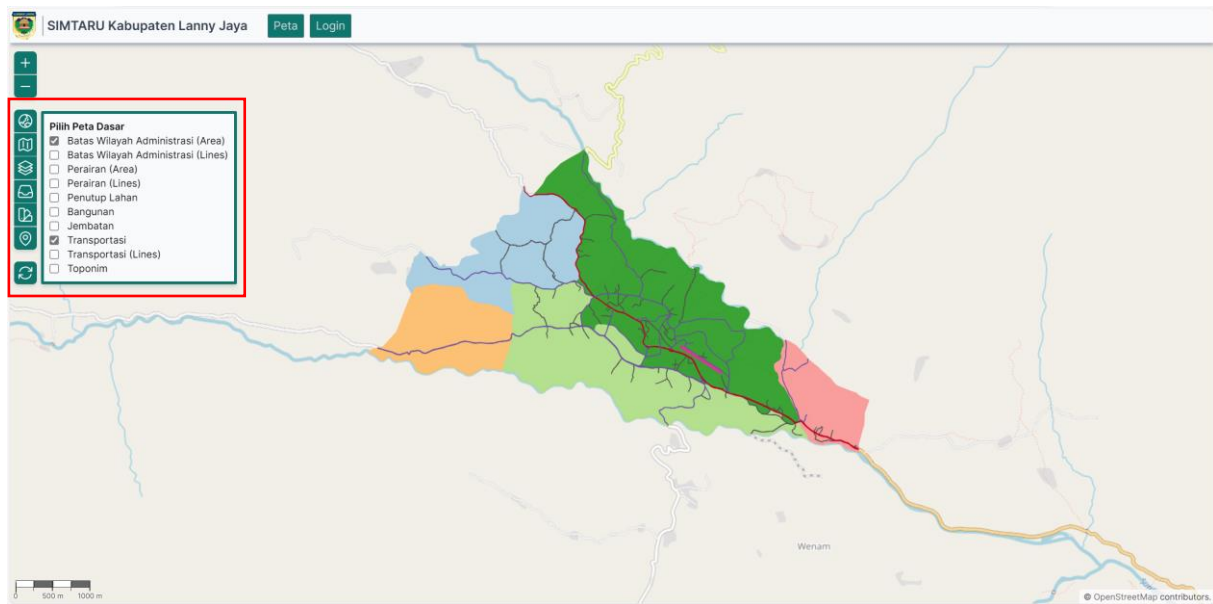 SIMTARU Kabupaten Lanny Jaya
Peta
Login
+
−
Pilih Peta Dasar
Batas Wilayah Administrasi (Area)
Batas Wilayah Administrasi (Lines)
Perairan (Area)
Perairan (Lines)
Penutup Lahan
Bangunan
Jembatan
Transportasi
Transportasi (Lines)
Toponim
Wenam
0 500 m 1000 m
© OpenStreetMap contributors.